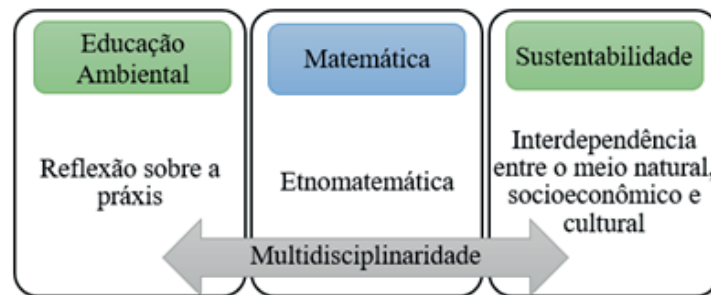 Educação
Ambiental
Reflexão sobre a
práxis
Matemática
Etnomatemática
Sustentabilidade
Interdependência
entre o meio natural,
socioeconômico e
cultural
Multidisciplinaridade